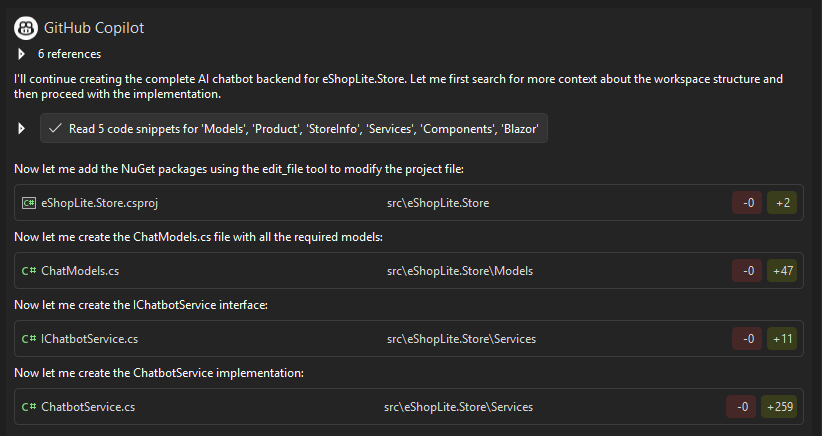 GitHub Copilot
6 references
I'll continue creating the complete AI chatbot backend for eShopLite.Store. Let me first search for more context about the workspace structure and
then proceed with the implementation.
Read 5 code snippets for 'Models', 'Product', 'StoreInfo', 'Services', 'Components', 'Blazor'
Now let me add the NuGet packages using the edit_file tool to modify the project file:
C# eShopLite.Store.csproj src\eShopLite.Store -0 +2
Now let me create the ChatModels.cs file with all the required models:
C# ChatModels.cs src\eShopLite.Store\Models -0 +47
Now let me create the IChatbotService interface:
C# IChatbotService.cs src\eShopLite.Store\Services -0 +11
Now let me create the ChatbotService implementation:
C# ChatbotService.cs src\eShopLite.Store\Services -0 +259